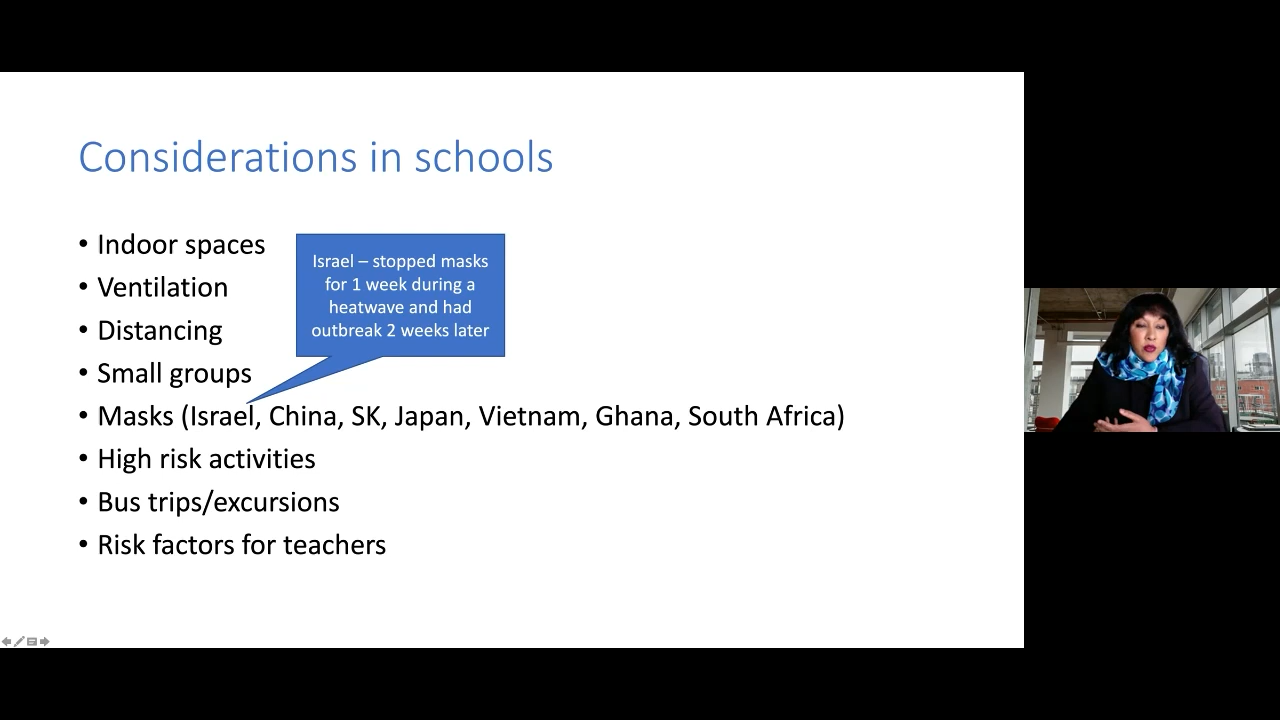 Considerations in schools
• Indoor spaces
• Ventilation
• Distancing
• Small groups
• Masks (Israel, China, SK, Japan, Vietnam, Ghana, South Africa)
• High risk activities
• Bus trips/excursions
• Risk factors for teachers
Israel – stopped masks
for 1 week during a
heatwave and had
outbreak 2 weeks later